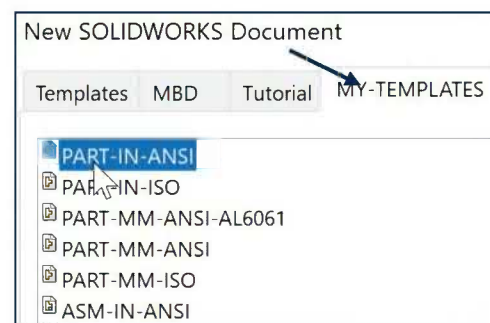 New SOLIDWORKS Document
Templates MBD Tutorial MY-TEMPLATES
PART-IN-ANSI
PART-IN-ISO
PART-MM-ANSI-AL6061
PART-MM-ANSI
PART-MM-ISO
ASM-IN-ANSI